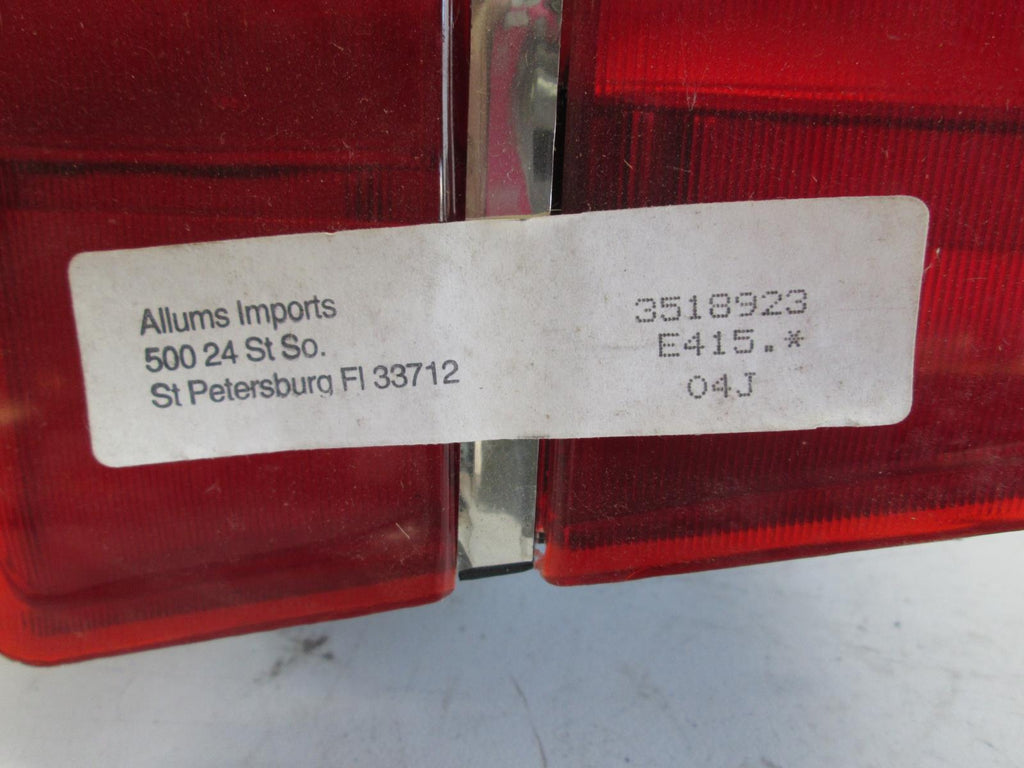 Allums Imports
500 24 St So.
St Petersburg Fl 33712
3518923
E415.*
04J